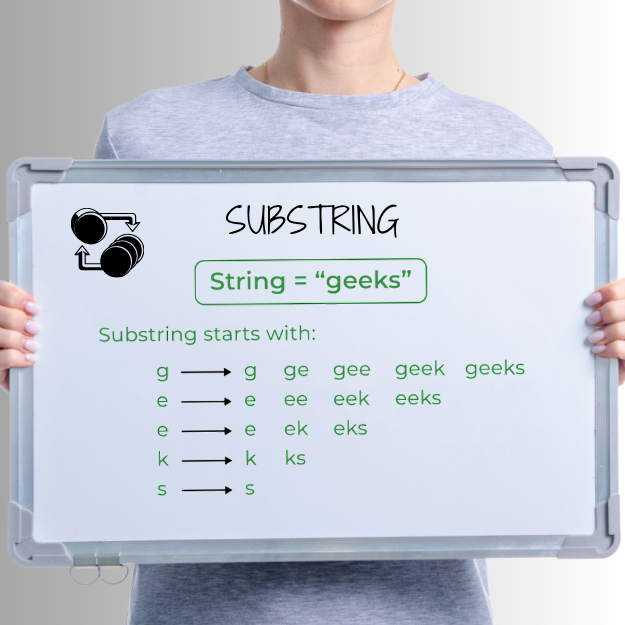 SUBSTRING
String = “geeks”
Substring starts with:
g → g ge gee geek geeks
e → e ee eek eeks
e → e ek eks
k → k ks
s → s